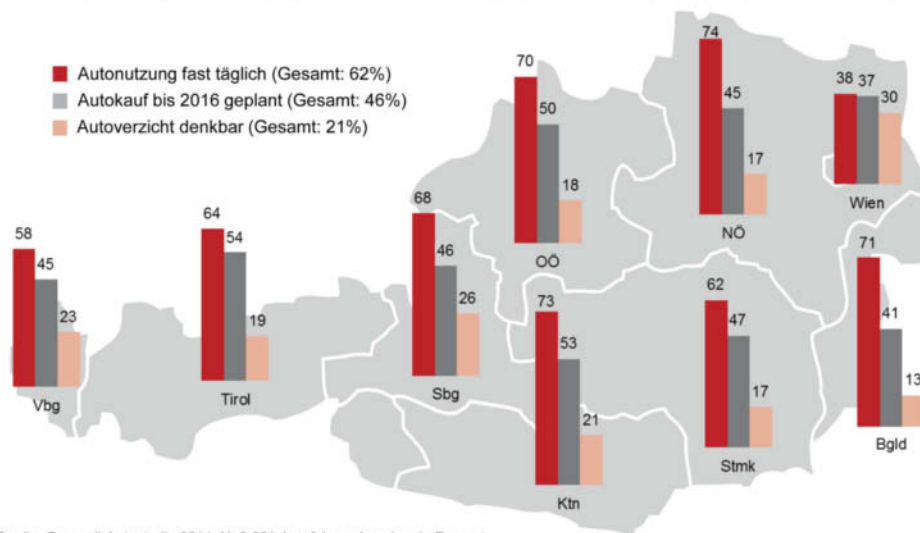 Autonutzung fast täglich (Gesamt: 62%)
Autokauf bis 2016 geplant (Gesamt: 46%)
Autoverzicht denkbar (Gesamt: 21%)
58
45
23
Vbg
64
54
19
Tirol
68
46
26
Sbg
70
50
18
OÖ
73
53
21
Ktn
74
45
17
NÖ
62
47
17
Stmk
38
37
30
Wien
71
41
13
Bgld